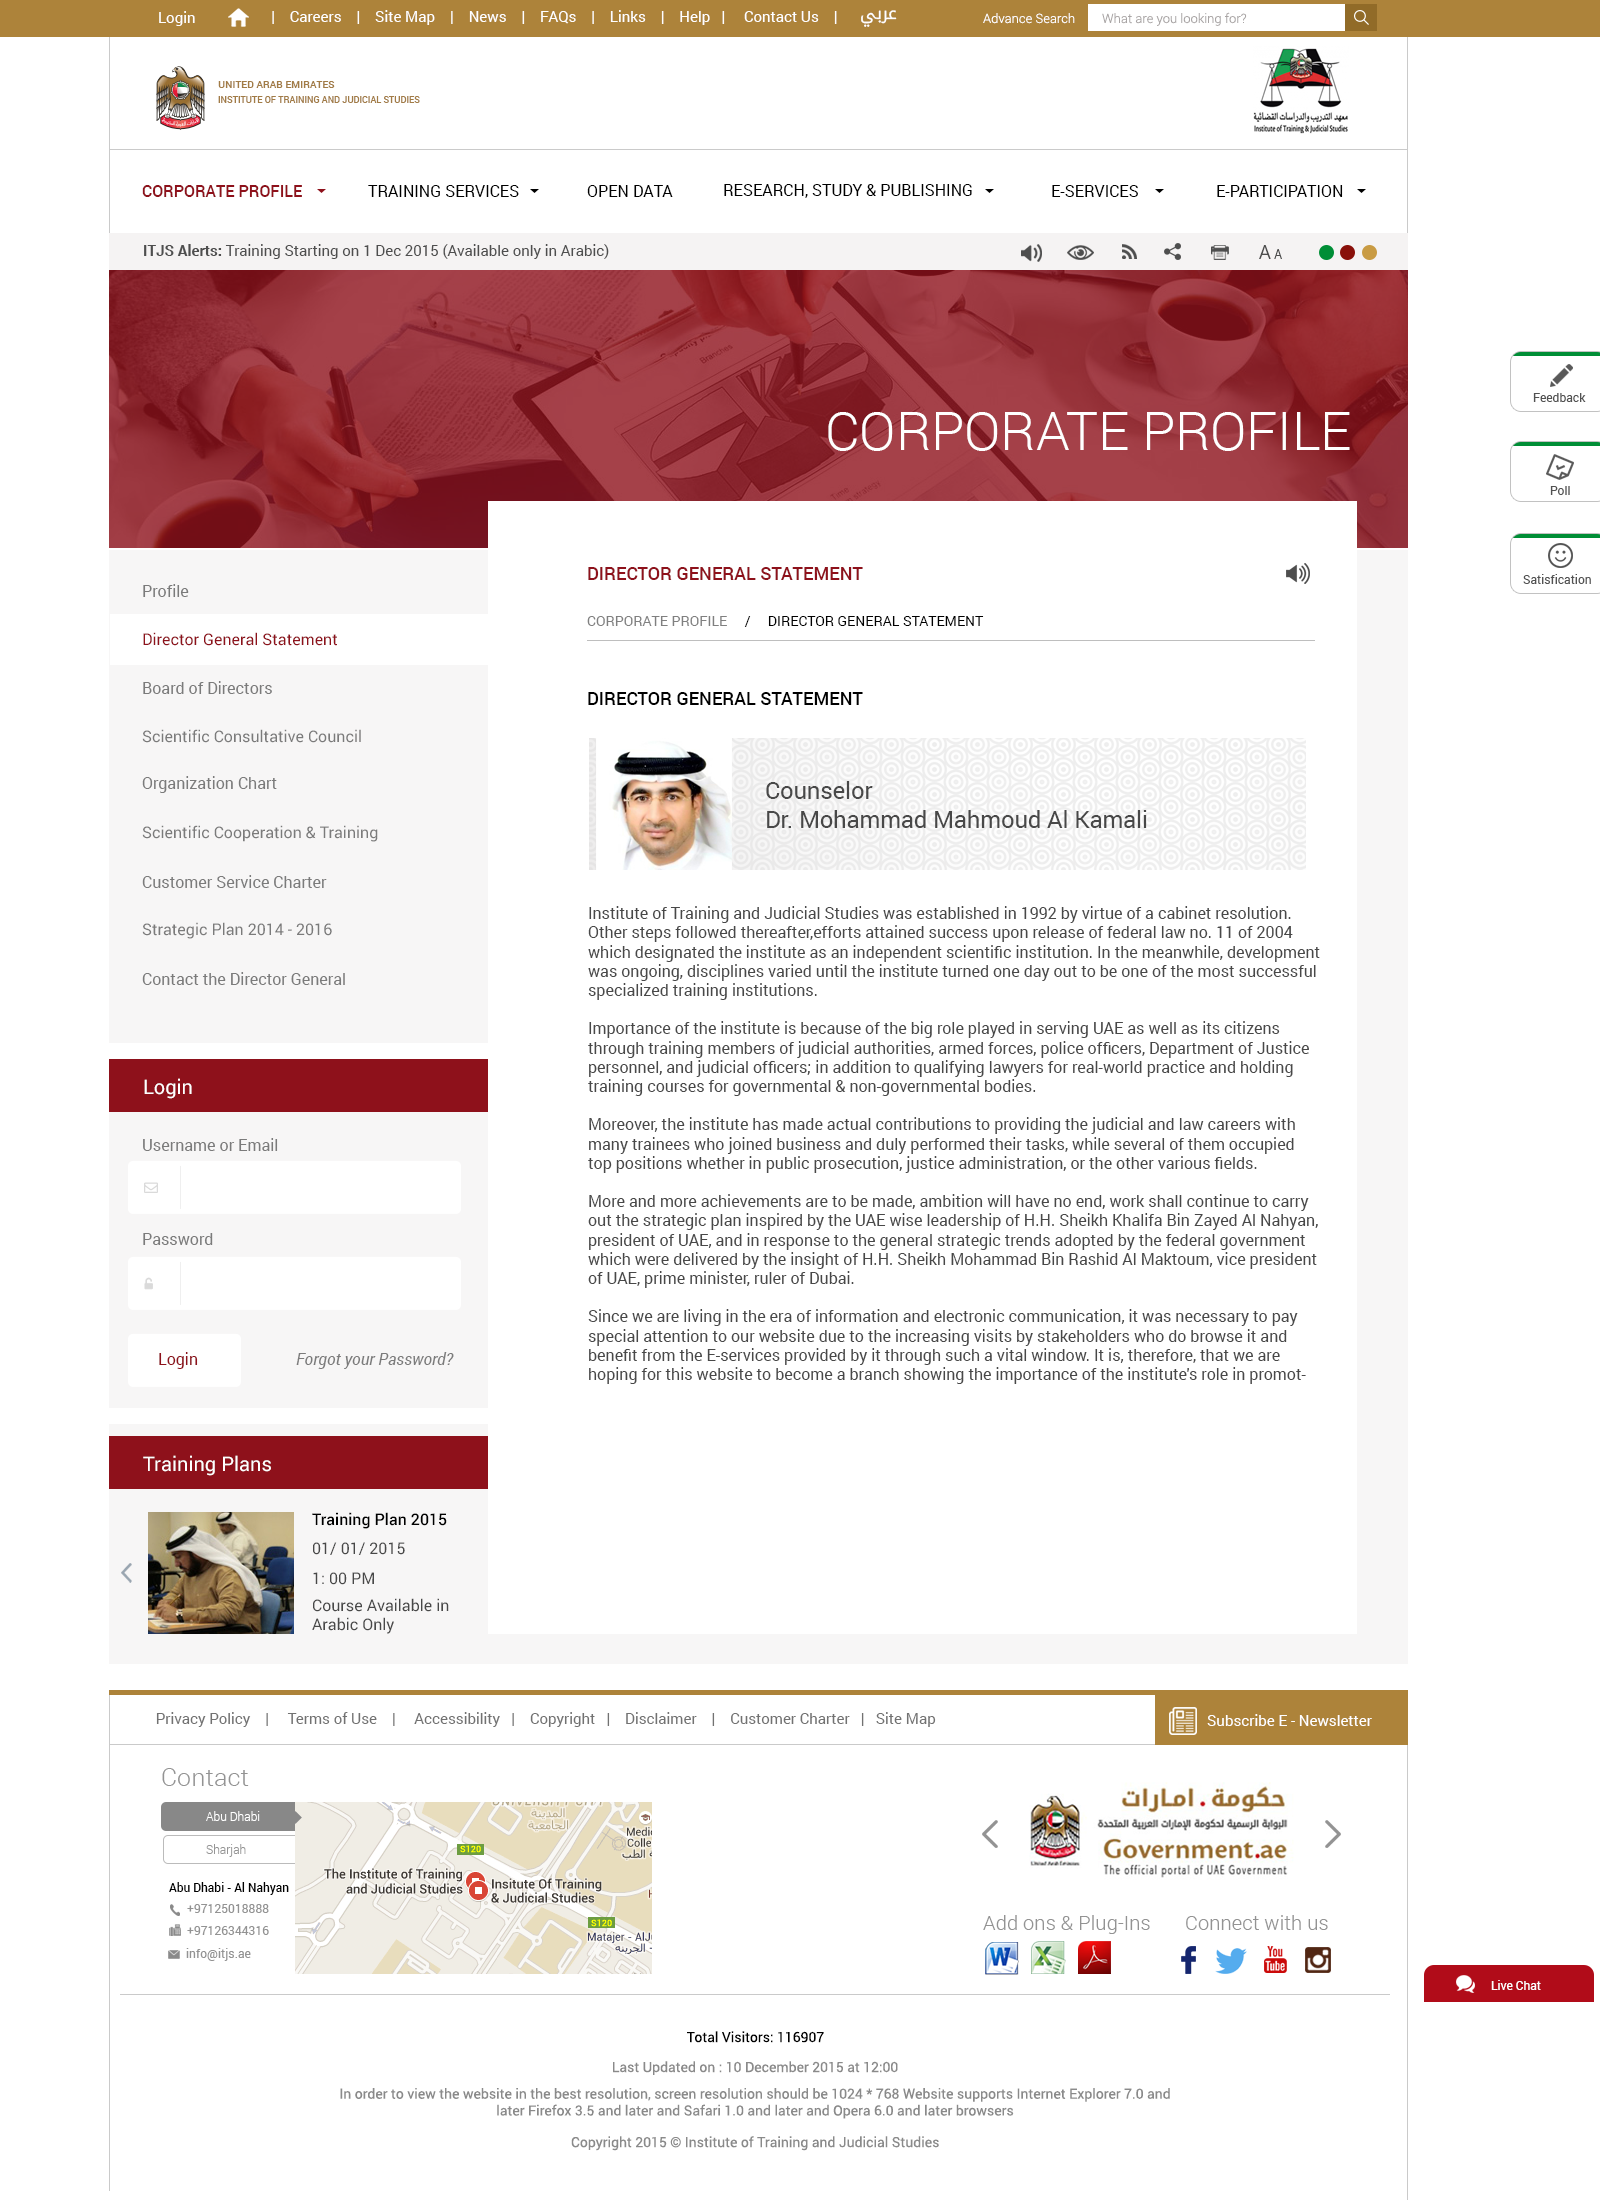 Login | Careers | Site Map | News | FAQs | Links | Help | Contact Us | عربي Advance Search What are you looking for?
UNITED ARAB EMIRATES
INSTITUTE OF TRAINING AND JUDICIAL STUDIES
معهد التدريب والدراسات القضائية
Institute of Training & Judicial Studies
CORPORATE PROFILE TRAINING SERVICES OPEN DATA RESEARCH, STUDY & PUBLISHING E-SERVICES E-PARTICIPATION
ITJS Alerts: Training Starting on 1 Dec 2015 (Available only in Arabic) A A
Branches
CORPORATE PROFILE
Feedback
Poll
Satisfication
Profile
Director General Statement
Board of Directors
Scientific Consultative Council
Organization Chart
Scientific Cooperation & Training
Customer Service Charter
Strategic Plan 2014 - 2016
Contact the Director General
Login
Username or Email
Password
Login Forgot your Password?
Training Plans
Training Plan 2015
01/ 01/ 2015
1: 00 PM
Course Available in
Arabic Only
DIRECTOR GENERAL STATEMENT
CORPORATE PROFILE / DIRECTOR GENERAL STATEMENT
DIRECTOR GENERAL STATEMENT
Counselor
Dr. Mohammad Mahmoud Al Kamali
Institute of Training and Judicial Studies was established in 1992 by virtue of a cabinet resolution.
Other steps followed thereafter,efforts attained success upon release of federal law no. 11 of 2004
which designated the institute as an independent scientific institution. In the meanwhile, development
was ongoing, disciplines varied until the institute turned one day out to be one of the most successful
specialized training institutions.
Importance of the institute is because of the big role played in serving UAE as well as its citizens
through training members of judicial authorities, armed forces, police officers, Department of Justice
personnel, and judicial officers; in addition to qualifying lawyers for real-world practice and holding
training courses for governmental & non-governmental bodies.
Moreover, the institute has made actual contributions to providing the judicial and law careers with
many trainees who joined business and duly performed their tasks, while several of them occupied
top positions whether in public prosecution, justice administration, or the other various fields.
More and more achievements are to be made, ambition will have no end, work shall continue to carry
out the strategic plan inspired by the UAE wise leadership of H.H. Sheikh Khalifa Bin Zayed Al Nahyan,
president of UAE, and in response to the general strategic trends adopted by the federal government
which were delivered by the insight of H.H. Sheikh Mohammad Bin Rashid Al Maktoum, vice president
of UAE, prime minister, ruler of Dubai.
Since we are living in the era of information and electronic communication, it was necessary to pay
special attention to our website due to the increasing visits by stakeholders who do browse it and
benefit from the E-services provided by it through such a vital window. It is, therefore, that we are
hoping for this website to become a branch showing the importance of the institute's role in promot-
Privacy Policy | Terms of Use | Accessibility | Copyright | Disclaimer | Customer Charter | Site Map
Subscribe E - Newsletter
Contact
Abu Dhabi
Sharjah
Abu Dhabi - Al Nahyan
+97125018888
+97126344316
info@itjs.ae
UNIVERSITY CITY
المدينة
الجامعية
S120
The Institute of Training
and Judicial Studies
Insitute Of Training
& Judicial Studies
Medic
Colle
كلية الطب
S120
Matajer - AlJu
حكومة . امارات
البوابة الرسمية لحكومة الإمارات العربية المتحدة
Government.ae
The official portal of UAE Government
United Arab Emirates
Add ons & Plug-Ins
Connect with us
You
Tube
Live Chat
Total Visitors: 116907
Last Updated on : 10 December 2015 at 12:00
In order to view the website in the best resolution, screen resolution should be 1024 * 768 Website supports Internet Explorer 7.0 and
later Firefox 3.5 and later and Safari 1.0 and later and Opera 6.0 and later browsers
Copyright 2015 © Institute of Training and Judicial Studies